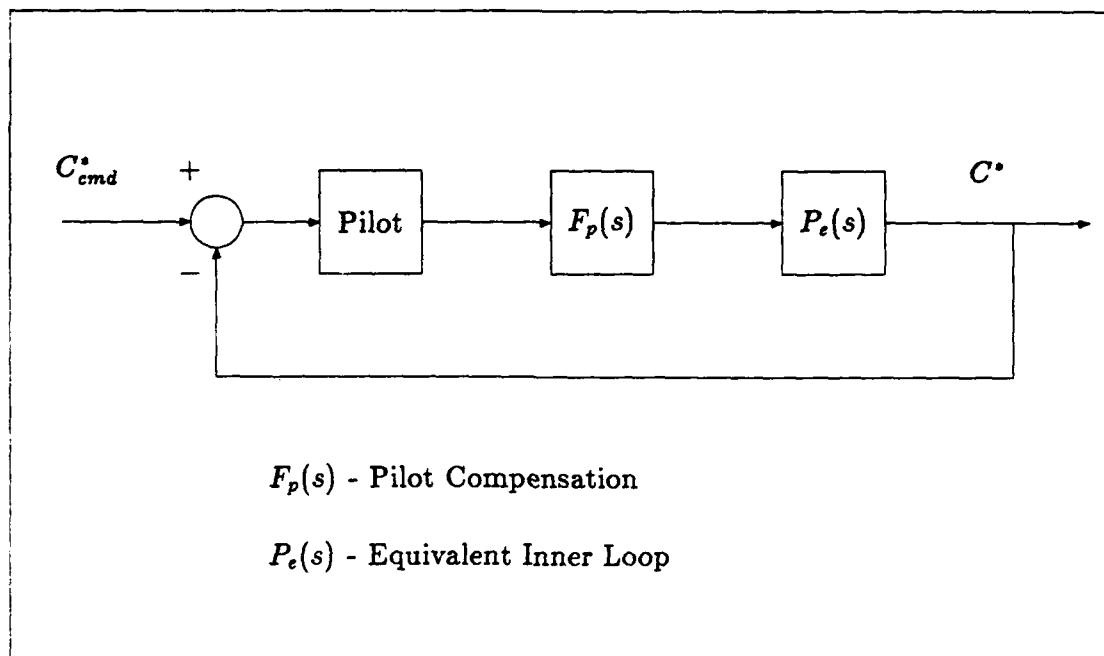 C*cmd + C*
Pilot Fp(s) Pe(s)
−
Fp(s) - Pilot Compensation
Pe(s) - Equivalent Inner Loop